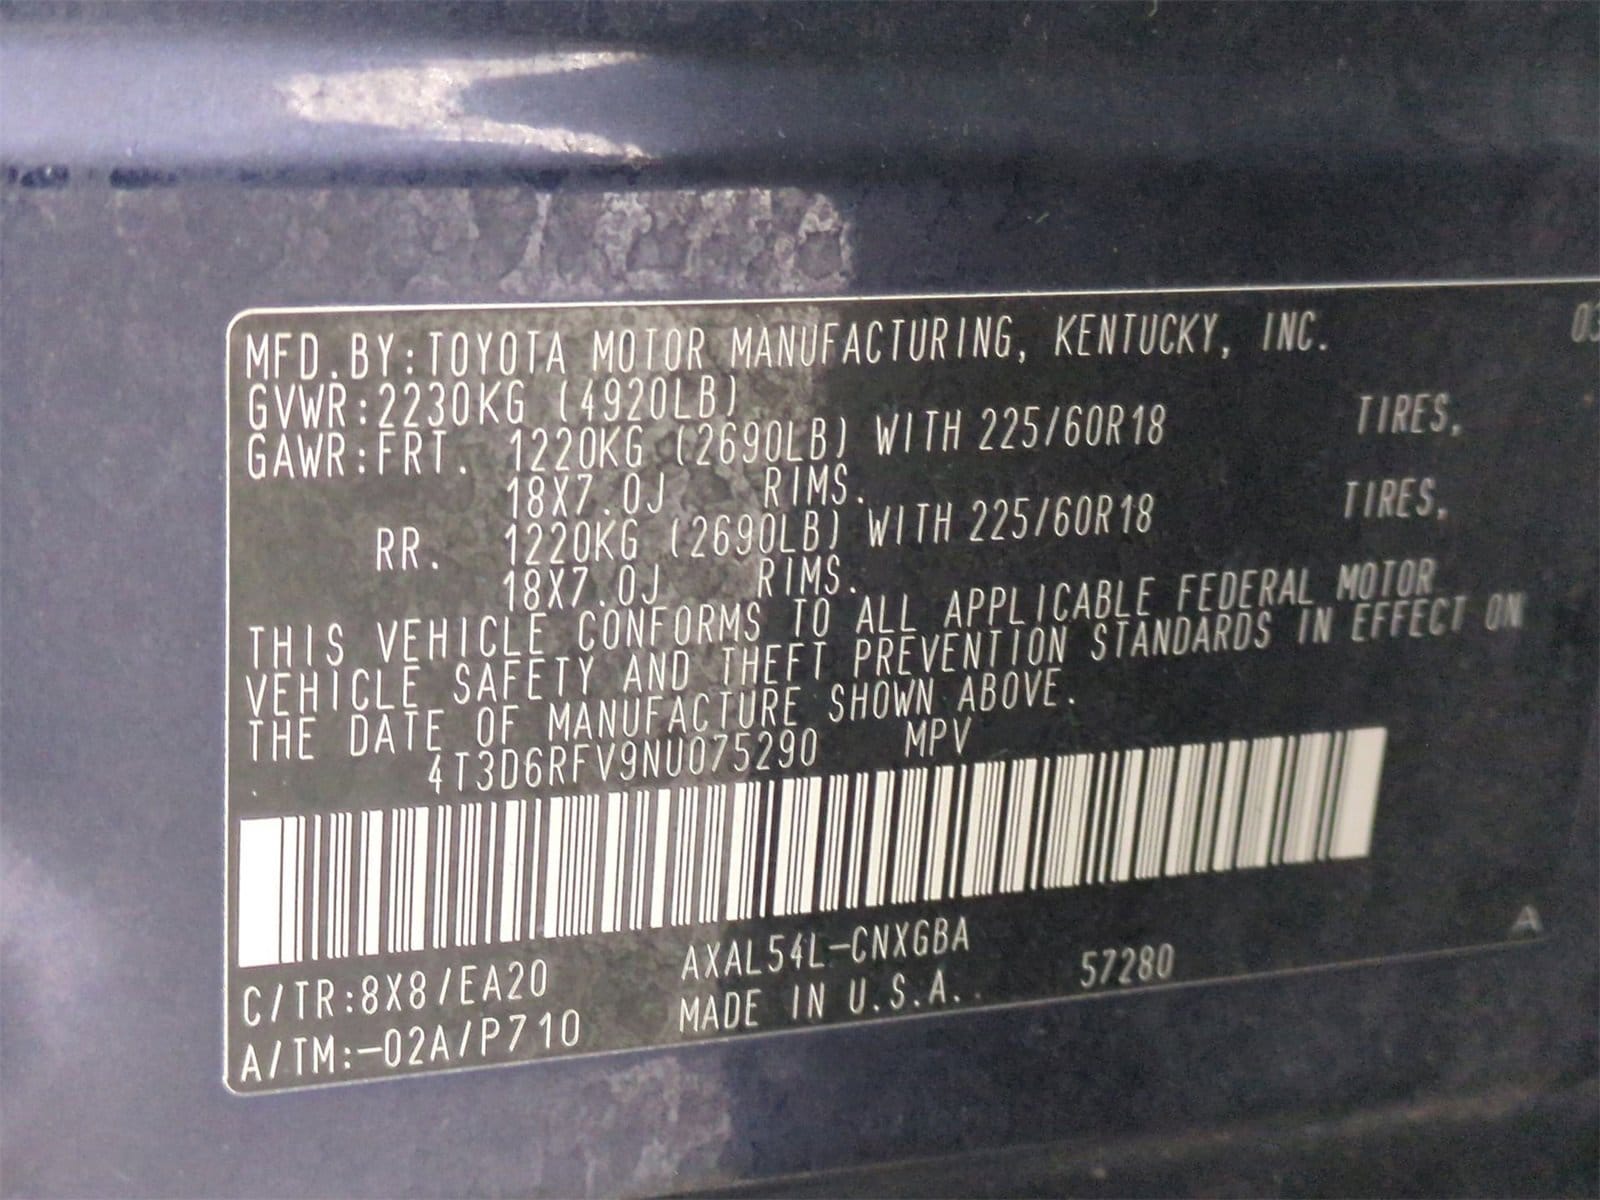 MFD.BY:TOYOTA MOTOR MANUFACTURING, KENTUCKY, INC. 03
GVWR:2230KG (4920LB)
GAWR:FRT. 1220KG (2690LB) WITH 225/60R18 TIRES,
18X7.0J RIMS.
RR. 1220KG (2690LB) WITH 225/60R18 TIRES,
18X7.0J RIMS.
THIS VEHICLE CONFORMS TO ALL APPLICABLE FEDERAL MOTOR
VEHICLE SAFETY AND THEFT PREVENTION STANDARDS IN EFFECT ON
THE DATE OF MANUFACTURE SHOWN ABOVE.
4T3D6RFV9NU075290 MPV
C/TR:8X8/EA20 AXAL54L-CNXGBA A
A/TM:-02A/P710 MADE IN U.S.A. 57280